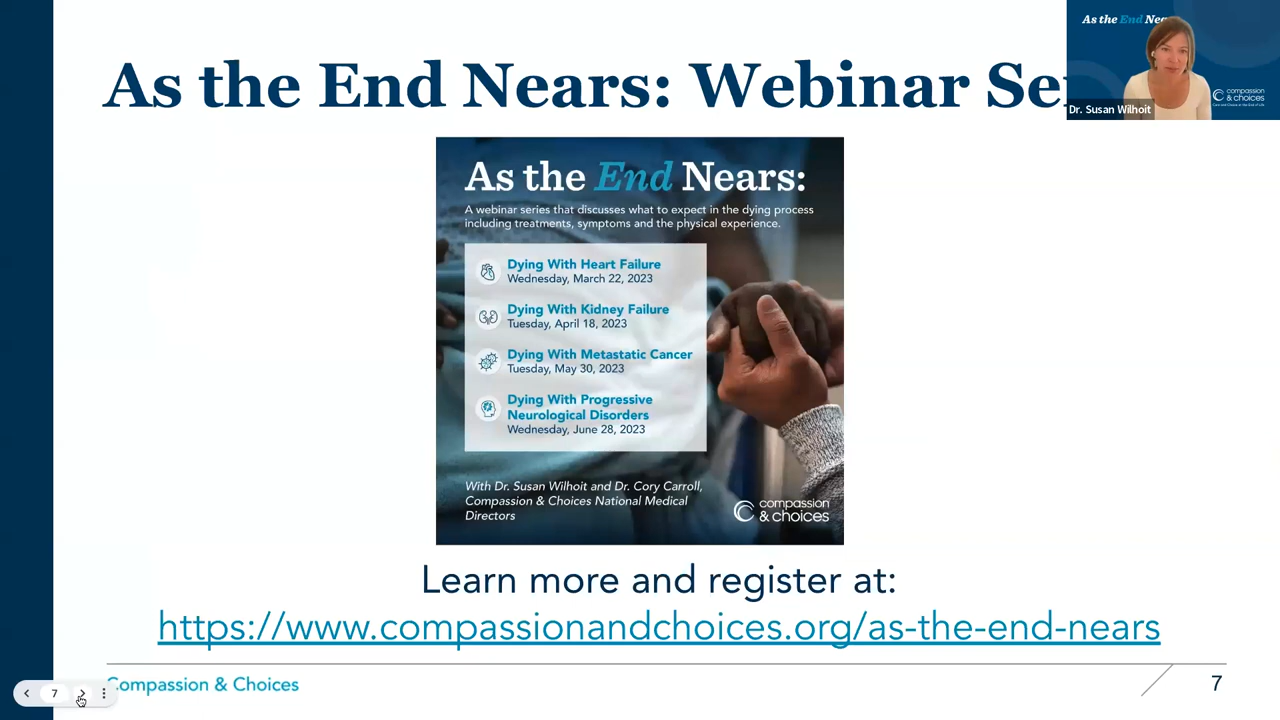 As the End Nears: Webinar Se
As the End Nea
Dr. Susan Wilhoit
compassion
& choices
As the End Nears:
A webinar series that discusses what to expect in the dying process
including treatments, symptoms and the physical experience.
Dying With Heart Failure
Wednesday, March 22, 2023
Dying With Kidney Failure
Tuesday, April 18, 2023
Dying With Metastatic Cancer
Tuesday, May 30, 2023
Dying With Progressive
Neurological Disorders
Wednesday, June 28, 2023
With Dr. Susan Wilhoit and Dr. Cory Carroll,
Compassion & Choices National Medical
Directors
compassion
& choices
Learn more and register at:
https://www.compassionandchoices.org/as-the-end-nears
7
Compassion & Choices
7